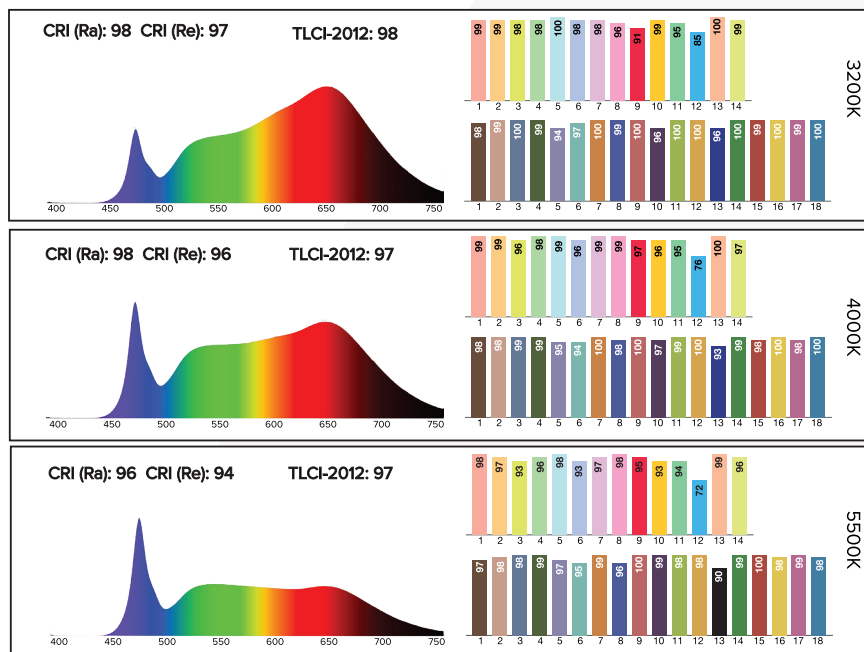 CRI (Ra): 98 CRI (Re): 97 TLCI-2012: 98
99 99 98 98 100 98 98 96 91 99 95 85 100 99
1 2 3 4 5 6 7 8 9 10 11 12 13 14
98 99 100 99 94 97 100 99 100 96 100 100 96 100 99 100 99 100
1 2 3 4 5 6 7 8 9 10 11 12 13 14 15 16 17 18
400 450 500 550 600 650 700 750
3200K
CRI (Ra): 98 CRI (Re): 96 TLCI-2012: 97
99 99 96 98 99 96 99 99 97 96 95 76 100 97
1 2 3 4 5 6 7 8 9 10 11 12 13 14
98 98 99 99 95 94 100 98 100 97 99 100 93 99 98 100 98 100
1 2 3 4 5 6 7 8 9 10 11 12 13 14 15 16 17 18
400 450 500 550 600 650 700 750
4000K
CRI (Ra): 96 CRI (Re): 94 TLCI-2012: 97
98 97 93 96 98 93 97 98 95 93 94 72 99 96
1 2 3 4 5 6 7 8 9 10 11 12 13 14
97 98 98 99 97 95 99 96 100 99 98 98 90 99 100 98 99 98
1 2 3 4 5 6 7 8 9 10 11 12 13 14 15 16 17 18
400 450 500 550 600 650 700 750
5500K